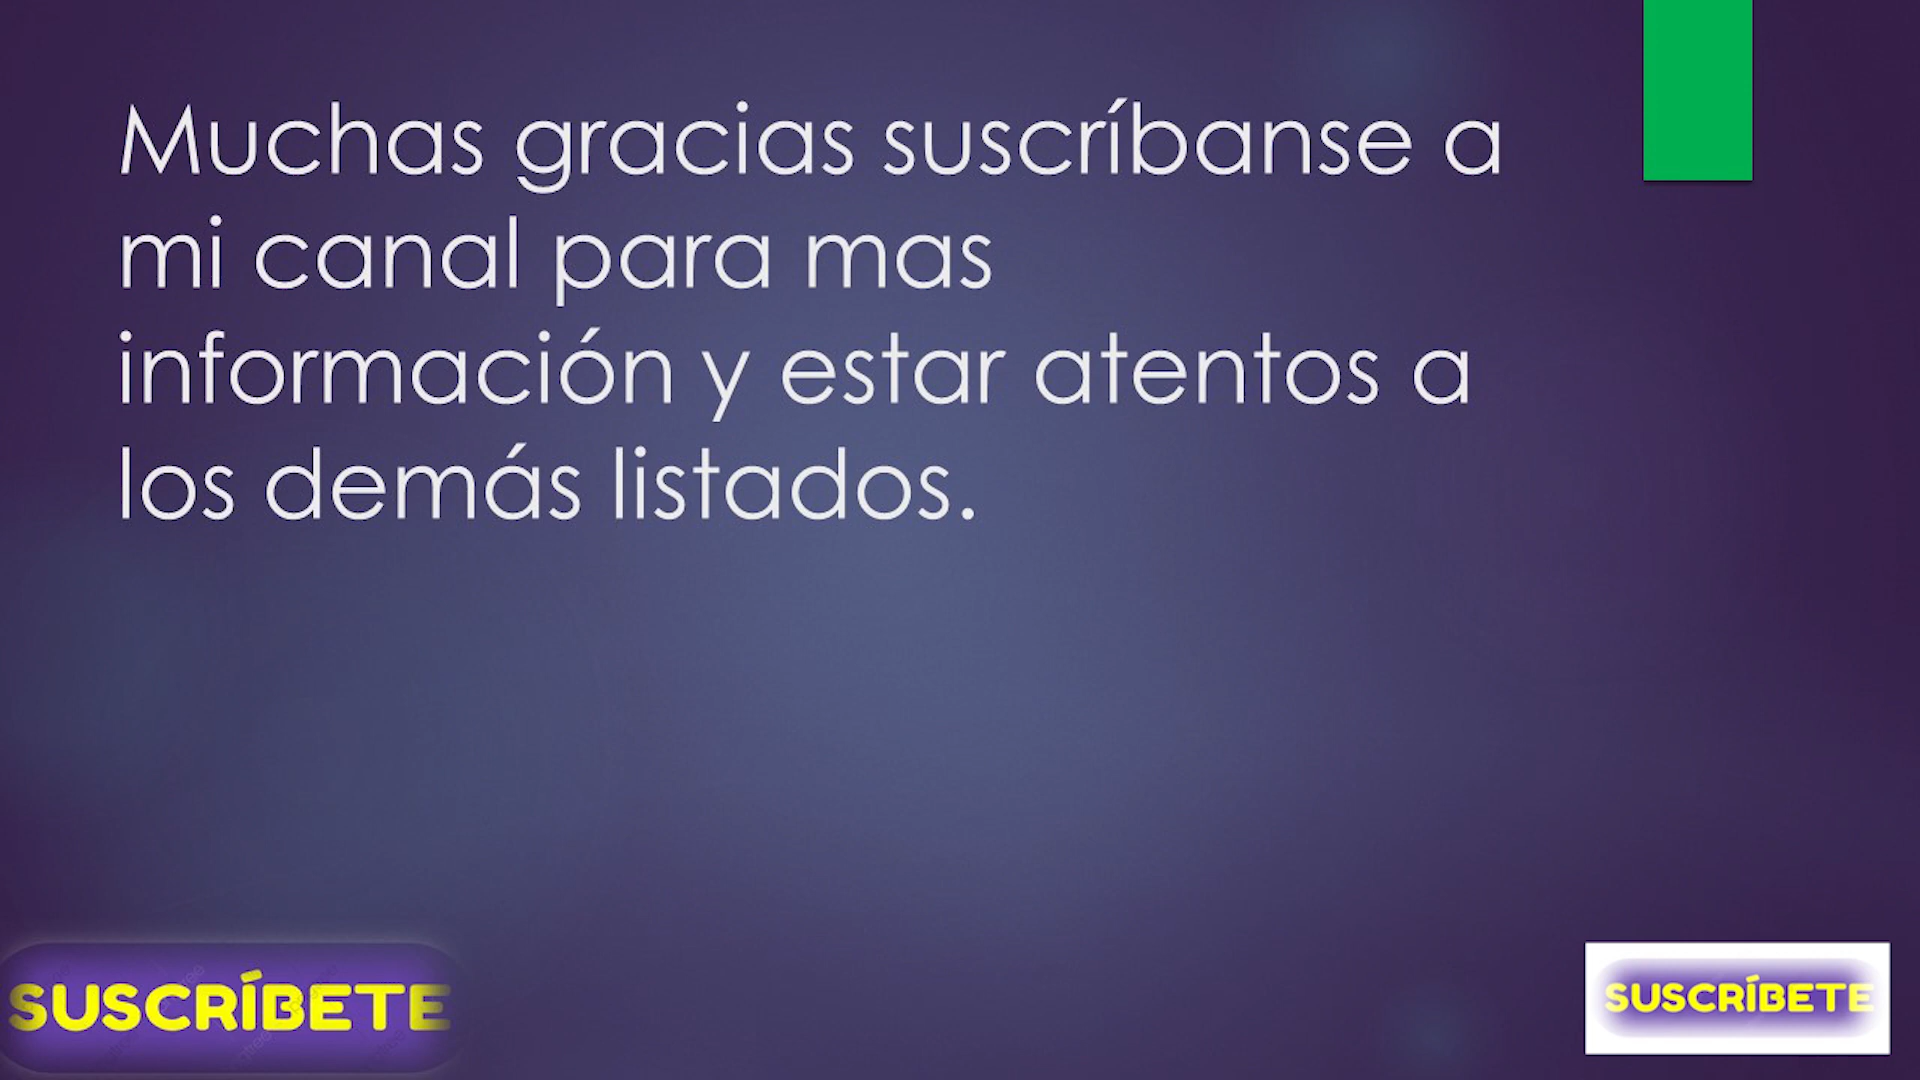 Muchas gracias suscríbanse a
mi canal para mas
información y estar atentos a
los demás listados.
SUSCRÍBETE
SUSCRÍBETE